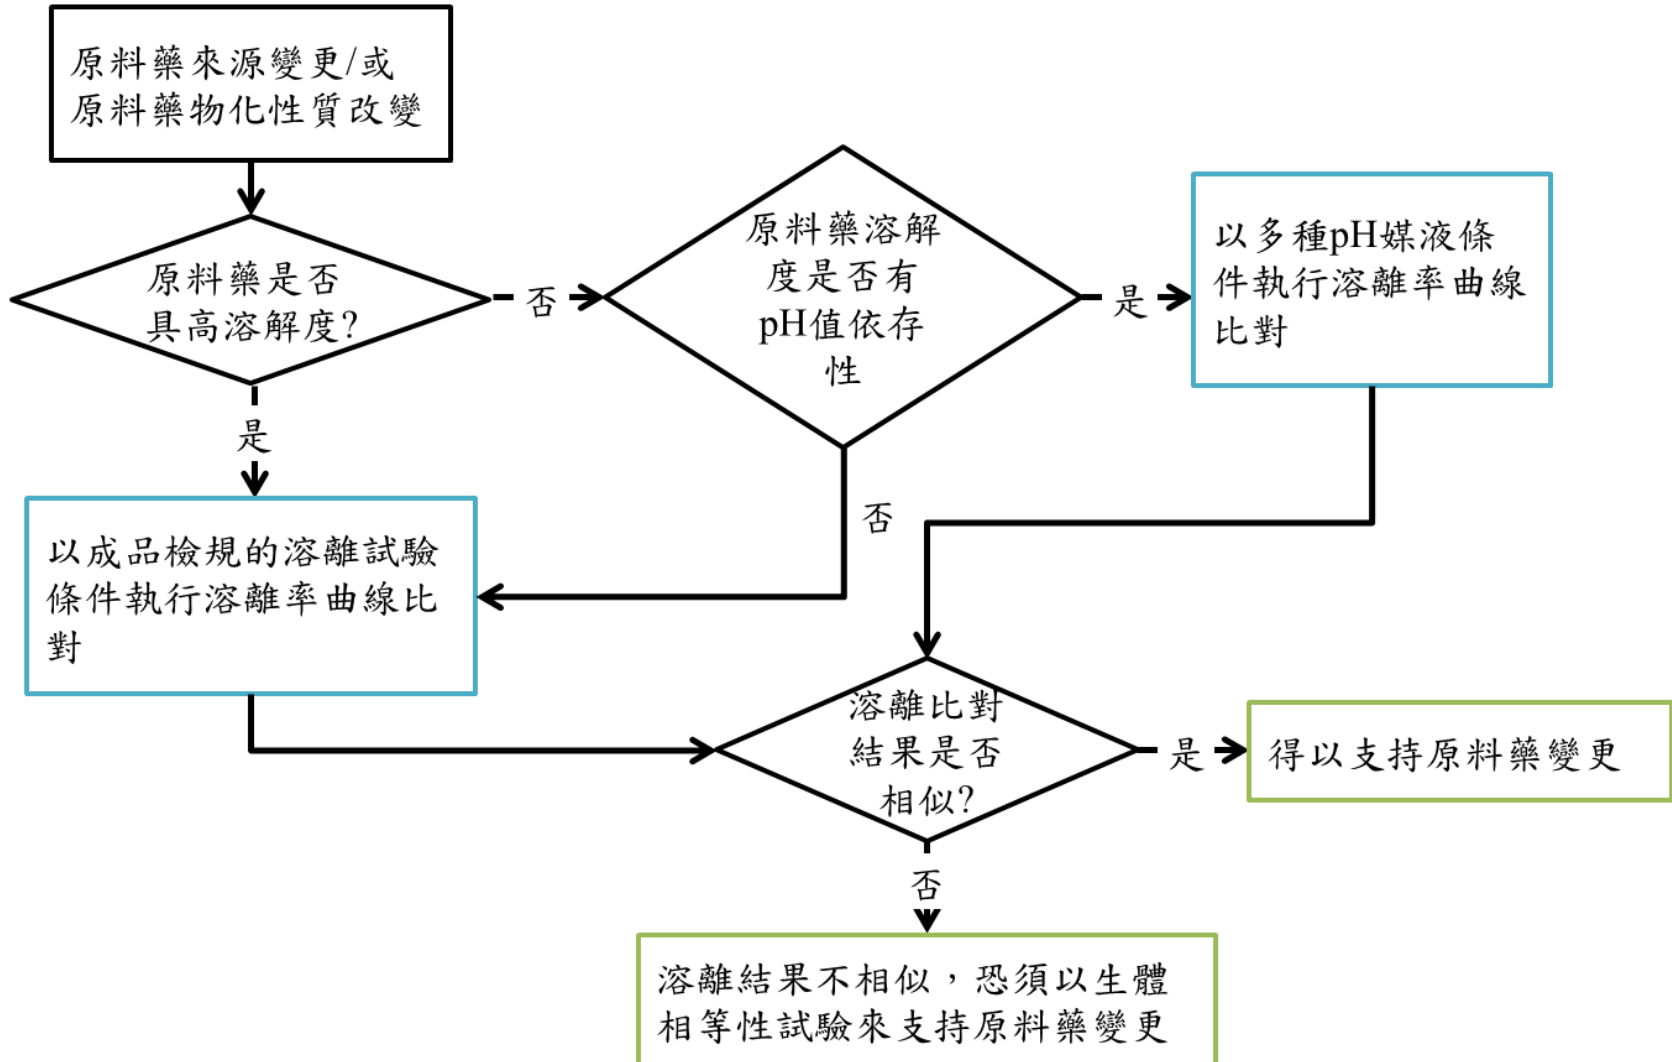 原料藥來源變更/或
原料藥物化性質改變
原料藥是否
具高溶解度?
否
原料藥溶解
度是否有
pH值依存
性
是
以多種pH媒液條
件執行溶離率曲線
比對
是
否
以成品檢規的溶離試驗
條件執行溶離率曲線比
對
溶離比對
結果是否
相似?
是
得以支持原料藥變更
否
溶離結果不相似，恐須以生體
相等性試驗來支持原料藥變更